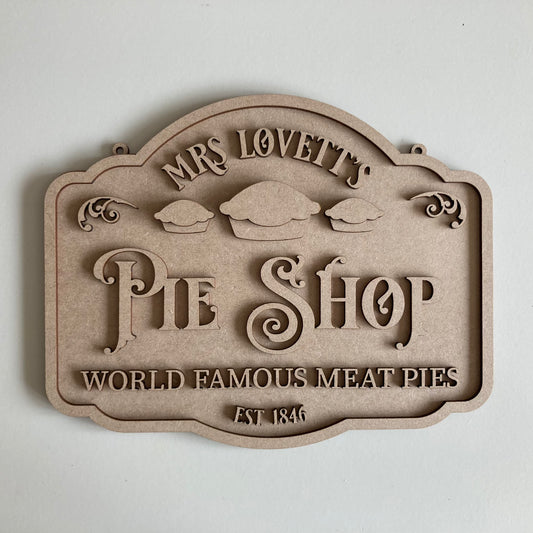 MRS LOVETT'S
PIE SHOP
WORLD FAMOUS MEAT PIES
EST 1846